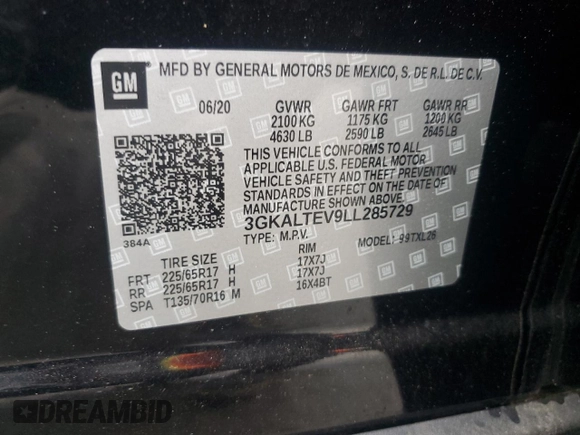 GM
MFD BY GENERAL MOTORS DE MEXICO, S. DE R.L. DE C.V.
06/20 GVWR GAWR FRT GAWR RR
2100 KG 1175 KG 1200 KG
4630 LB 2590 LB 2645 LB
THIS VEHICLE CONFORMS TO ALL
APPLICABLE U.S. FEDERAL MOTOR
VEHICLE SAFETY AND THEFT PREVENTION
STANDARDS IN EFFECT ON THE DATE OF
MANUFACTURE SHOWN ABOVE.
3GKALTEV9LL285729
384A TYPE: M.P.V. MODEL: 99TXL26
TIRE SIZE RIM
FRT 225/65R17 H 17X7J
RR 225/65R17 H 17X7J
SPA T135/70R16 M 16X4BT
DREAMBID